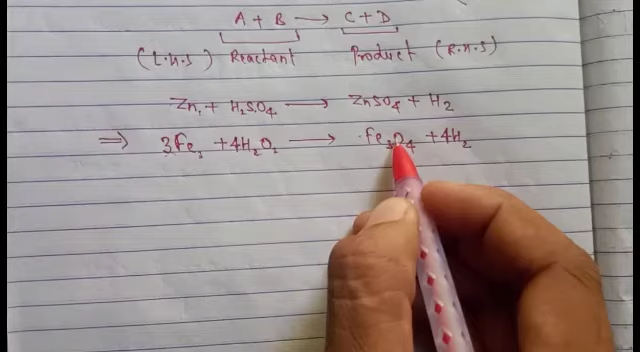 A + B → C + D
(L.H.S) Reactant Product (R.H.S)
Zn, + H₂SO₄ → ZnSO₄ + H₂
⇒ 3Fe, + 4H₂O, → Fe₃O₄ + 4H₂